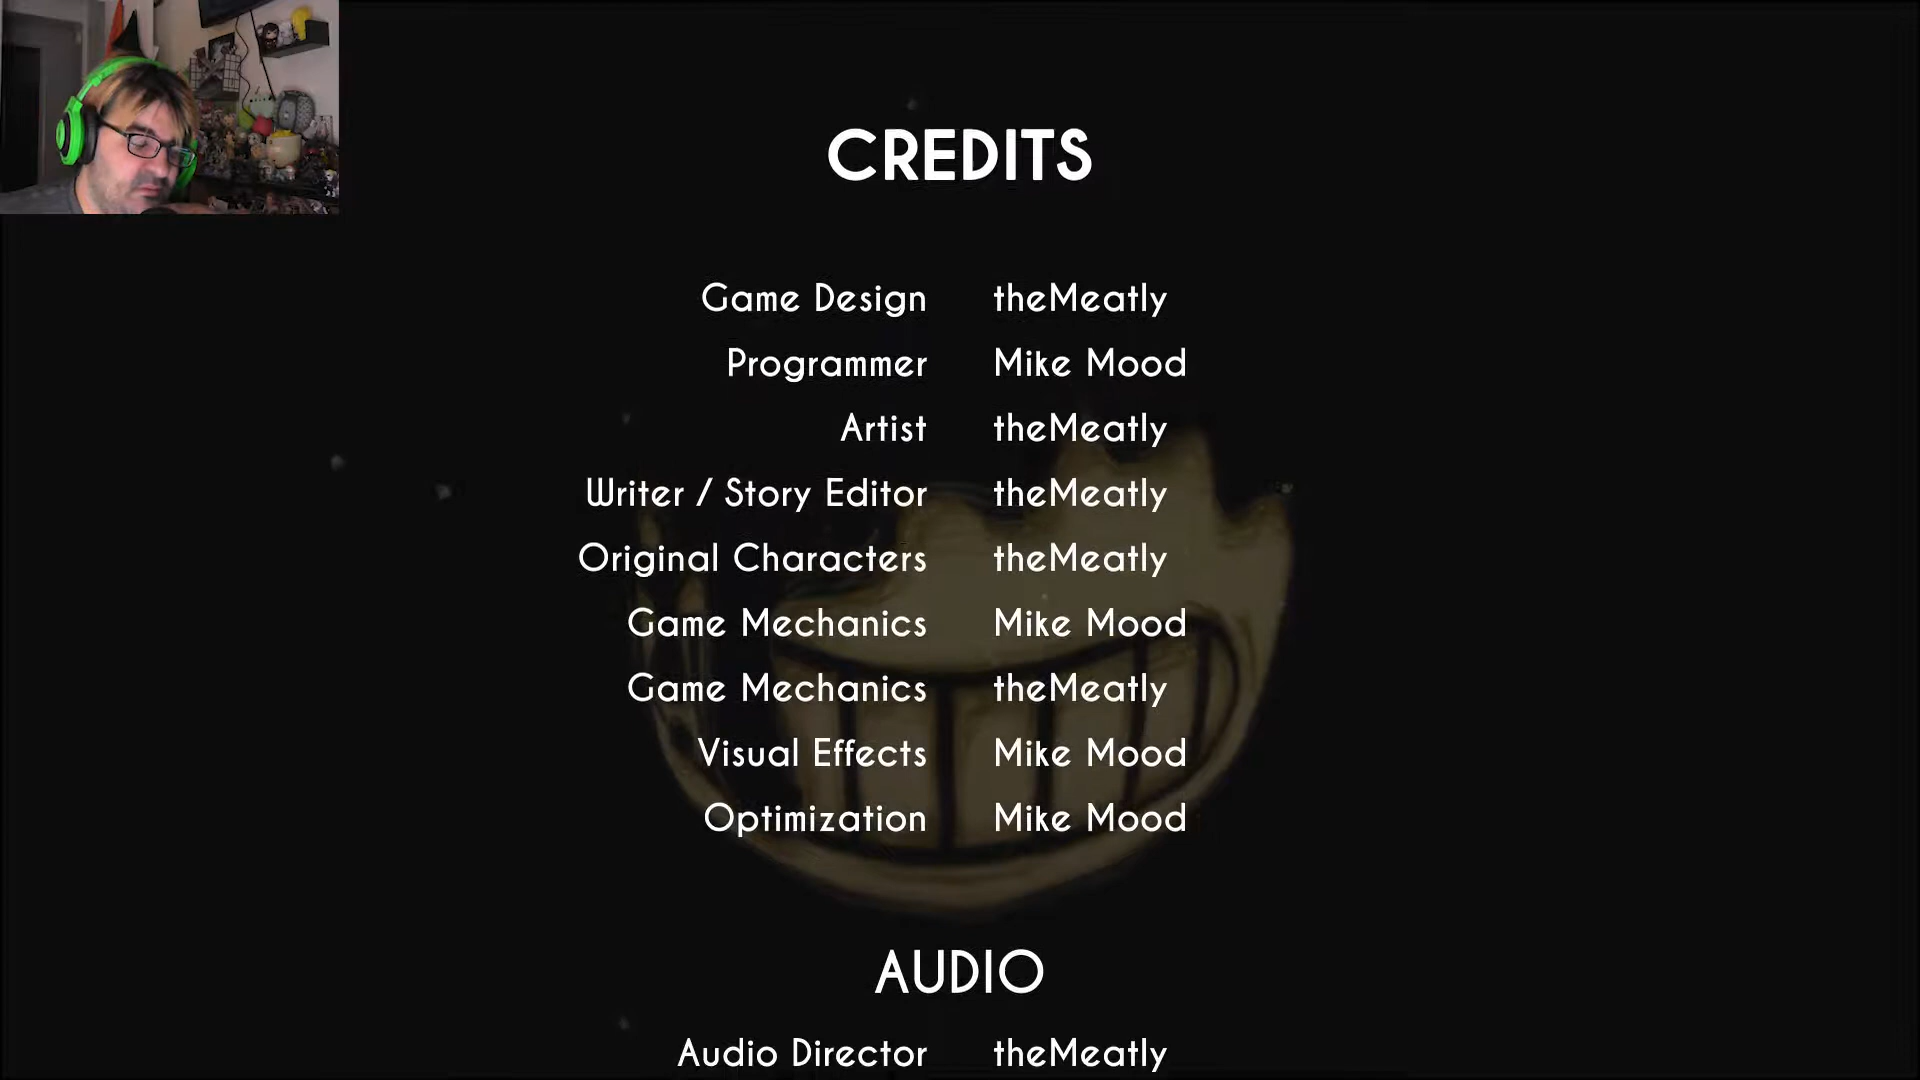 CREDITS
Game Design theMeatly
Programmer Mike Mood
Artist theMeatly
Writer / Story Editor theMeatly
Original Characters theMeatly
Game Mechanics Mike Mood
Game Mechanics theMeatly
Visual Effects Mike Mood
Optimization Mike Mood
AUDIO
Audio Director theMeatly